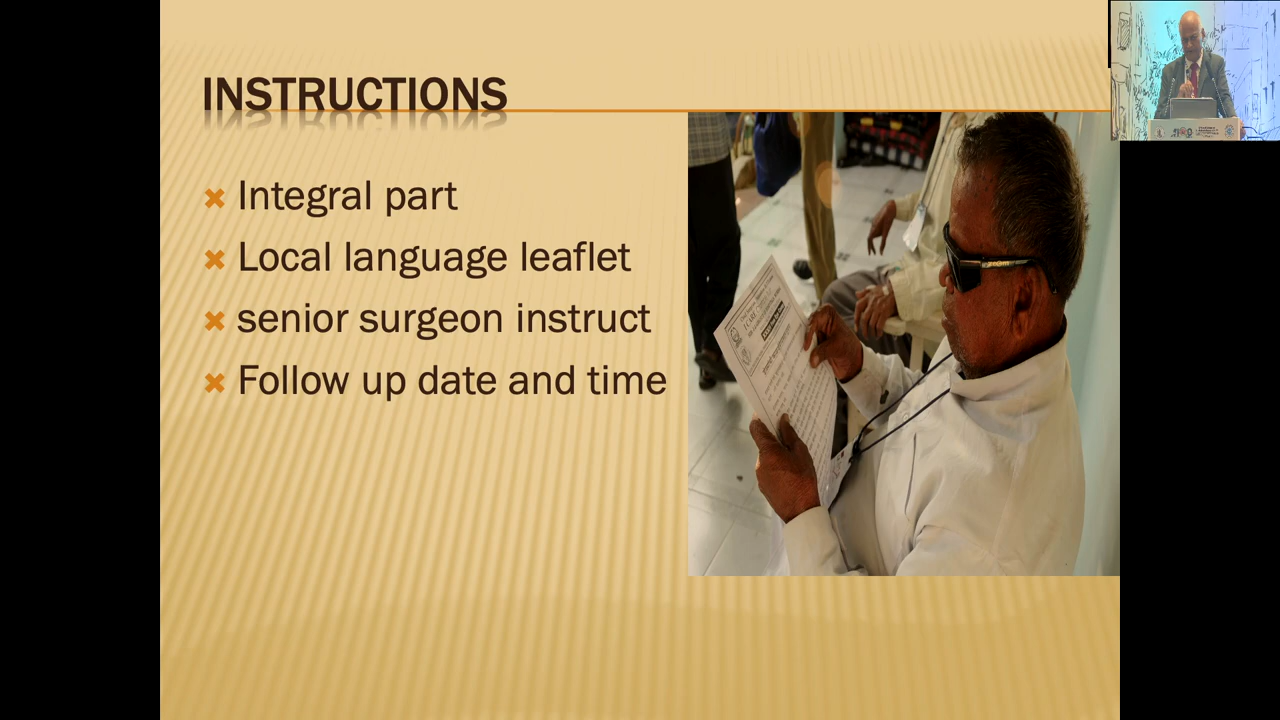 INSTRUCTIONS
Integral part
Local language leaflet
senior surgeon instruct
Follow up date and time